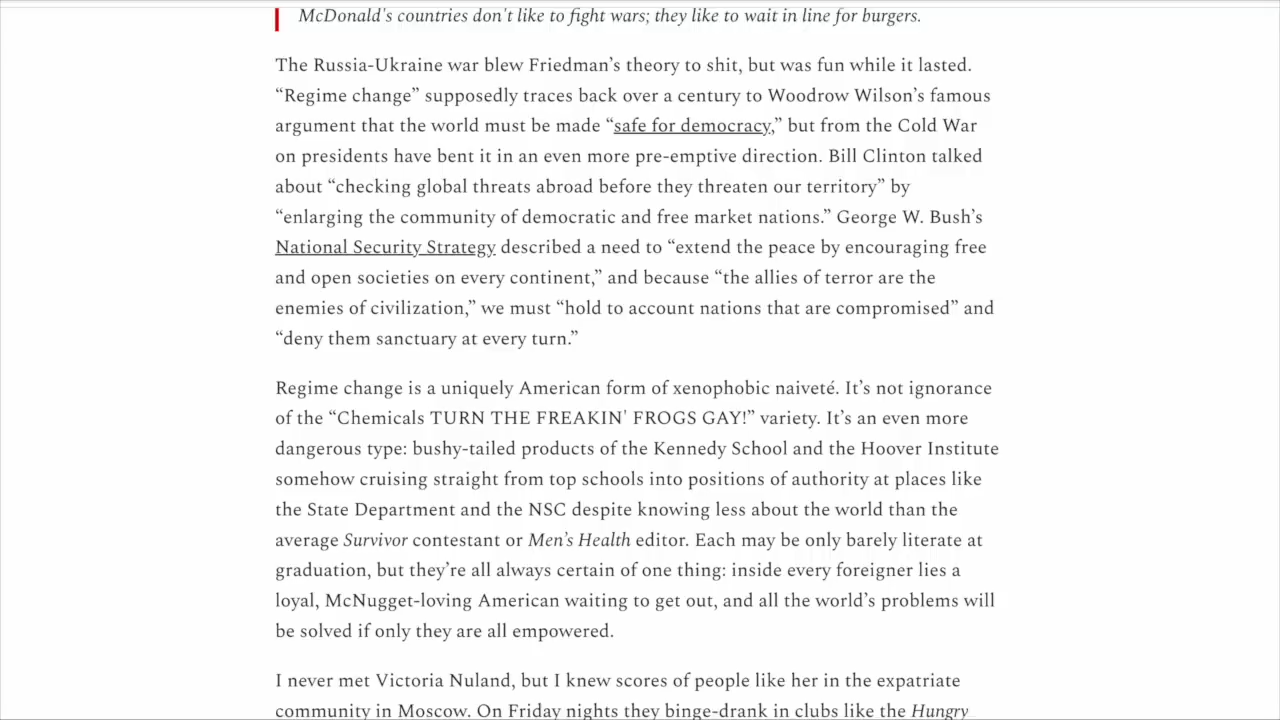 McDonald's countries don't like to fight wars; they like to wait in line for burgers.
The Russia-Ukraine war blew Friedman’s theory to shit, but was fun while it lasted.
“Regime change” supposedly traces back over a century to Woodrow Wilson’s famous
argument that the world must be made “safe for democracy,” but from the Cold War
on presidents have bent it in an even more pre-emptive direction. Bill Clinton talked
about “checking global threats abroad before they threaten our territory” by
“enlarging the community of democratic and free market nations.” George W. Bush’s
National Security Strategy described a need to “extend the peace by encouraging free
and open societies on every continent,” and because “the allies of terror are the
enemies of civilization,” we must “hold to account nations that are compromised” and
“deny them sanctuary at every turn.”
Regime change is a uniquely American form of xenophobic naiveté. It’s not ignorance
of the “Chemicals TURN THE FREAKIN' FROGS GAY!” variety. It’s an even more
dangerous type: bushy-tailed products of the Kennedy School and the Hoover Institute
somehow cruising straight from top schools into positions of authority at places like
the State Department and the NSC despite knowing less about the world than the
average Survivor contestant or Men’s Health editor. Each may be only barely literate at
graduation, but they’re all always certain of one thing: inside every foreigner lies a
loyal, McNugget-loving American waiting to get out, and all the world’s problems will
be solved if only they are all empowered.
I never met Victoria Nuland, but I knew scores of people like her in the expatriate
community in Moscow. On Friday nights they binge-drank in clubs like the Hungry